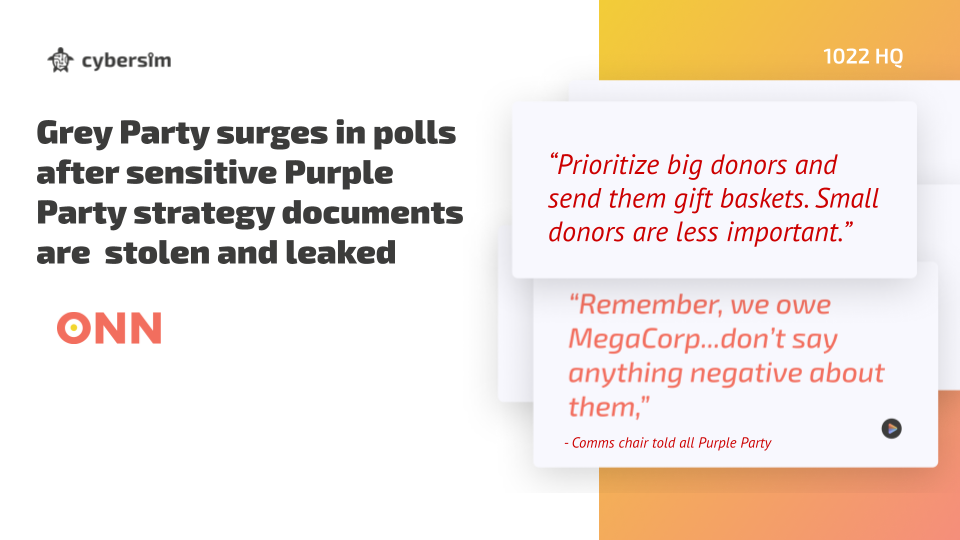 cybersim
1022 HQ
Grey Party surges in polls
after sensitive Purple
Party strategy documents
are  stolen and leaked
ONN
“Prioritize big donors and
send them gift baskets. Small
donors are less important.”
“Remember, we owe
MegaCorp...don’t say
anything negative about
them,”
- Comms chair told all Purple Party